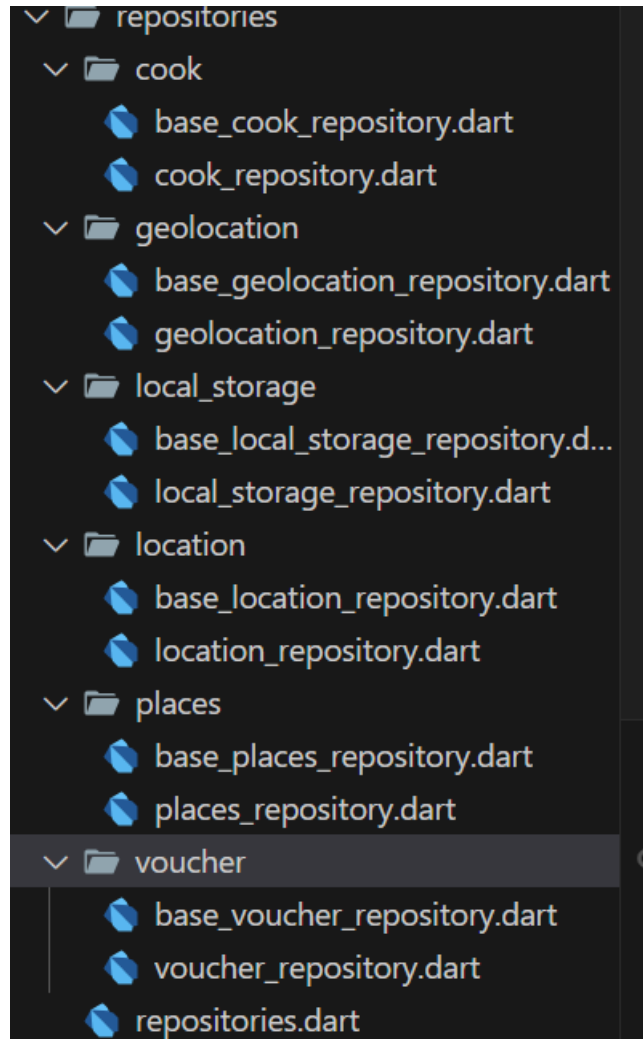 repositories
cook
base_cook_repository.dart
cook_repository.dart
geolocation
base_geolocation_repository.dart
geolocation_repository.dart
local_storage
base_local_storage_repository.d...
local_storage_repository.dart
location
base_location_repository.dart
location_repository.dart
places
base_places_repository.dart
places_repository.dart
voucher
base_voucher_repository.dart
voucher_repository.dart
repositories.dart